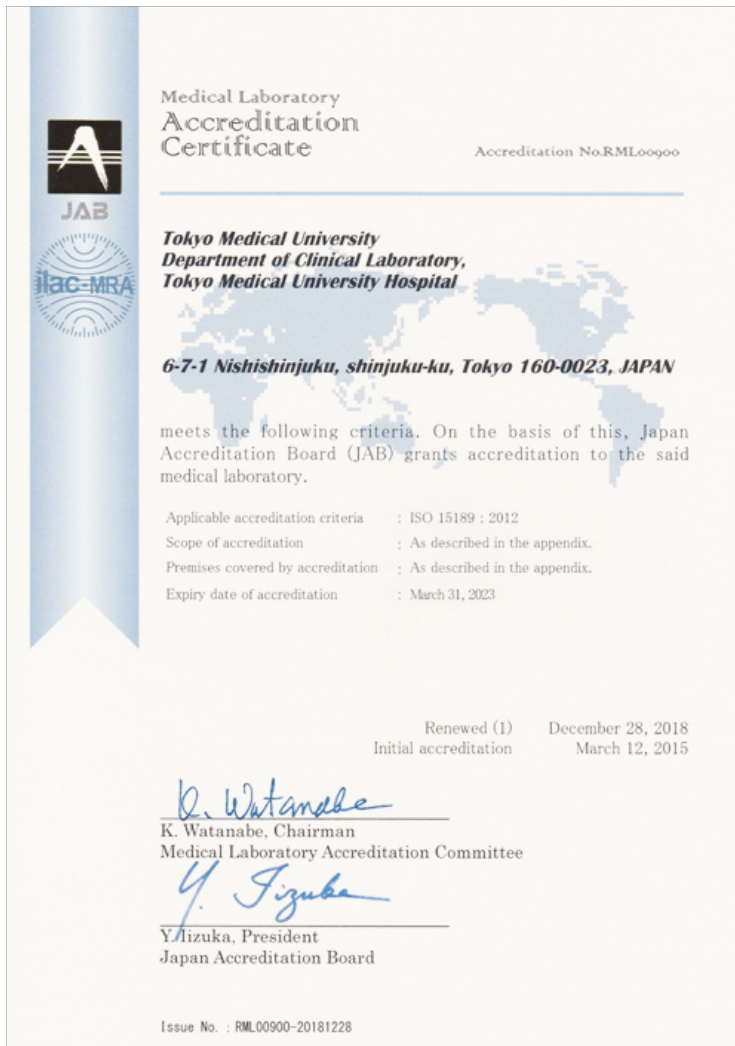 Medical Laboratory
Accreditation
Certificate
Accreditation No.RML00900
JAB
ilac-MRA
Tokyo Medical University
Department of Clinical Laboratory,
Tokyo Medical University Hospital
6-7-1 Nishishinjuku, shinjuku-ku, Tokyo 160-0023, JAPAN
meets the following criteria. On the basis of this, Japan
Accreditation Board (JAB) grants accreditation to the said
medical laboratory.
Applicable accreditation criteria : ISO 15189 : 2012
Scope of accreditation : As described in the appendix.
Premises covered by accreditation : As described in the appendix.
Expiry date of accreditation : March 31, 2023
Renewed (1) December 28, 2018
Initial accreditation March 12, 2015
K. Watanabe
K. Watanabe, Chairman
Medical Laboratory Accreditation Committee
Y. Iizuka
Y. Iizuka, President
Japan Accreditation Board
Issue No. : RML00900-20181228